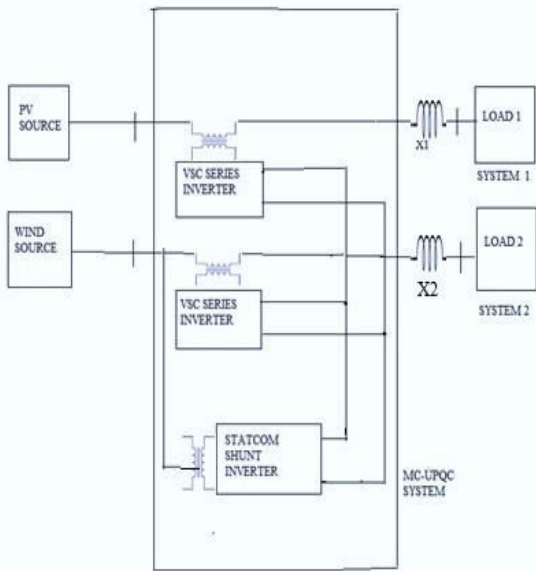 PV
SOURCE
LOAD 1
X1
VSC SERIES
INVERTER
SYSTEM 1
WIND
SOURCE
LOAD 2
X2
VSC SERIES
INVERTER
SYSTEM 2
STATCOM
SHUNT
INVERTER
MC-UPQC
SYSTEM